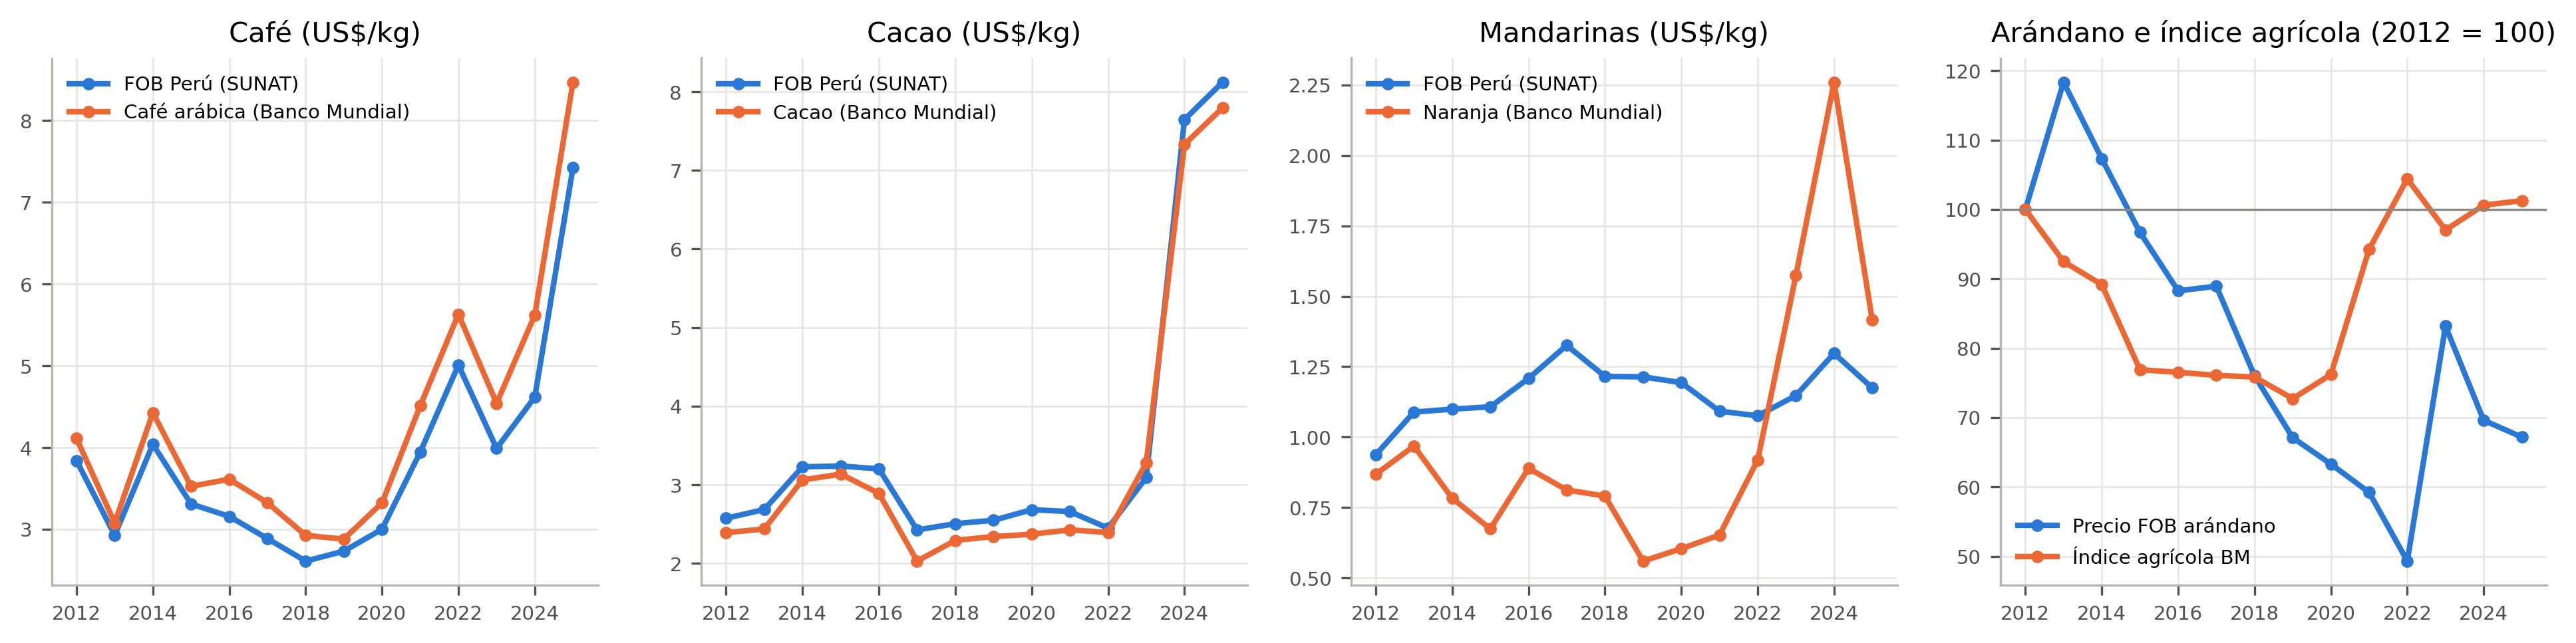 Café (US$/kg)
FOB Perú (SUNAT)
Café arábica (Banco Mundial)
8
7
6
5
4
3
2012 2014 2016 2018 2020 2022 2024
Cacao (US$/kg)
FOB Perú (SUNAT)
Cacao (Banco Mundial)
8
7
6
5
4
3
2
2012 2014 2016 2018 2020 2022 2024
Mandarinas (US$/kg)
FOB Perú (SUNAT)
Naranja (Banco Mundial)
2.25
2.00
1.75
1.50
1.25
1.00
0.75
0.50
2012 2014 2016 2018 2020 2022 2024
Arándano e índice agrícola (2012 = 100)
120
110
100
90
80
70
60
50
Precio FOB arándano
Índice agrícola BM
2012 2014 2016 2018 2020 2022 2024